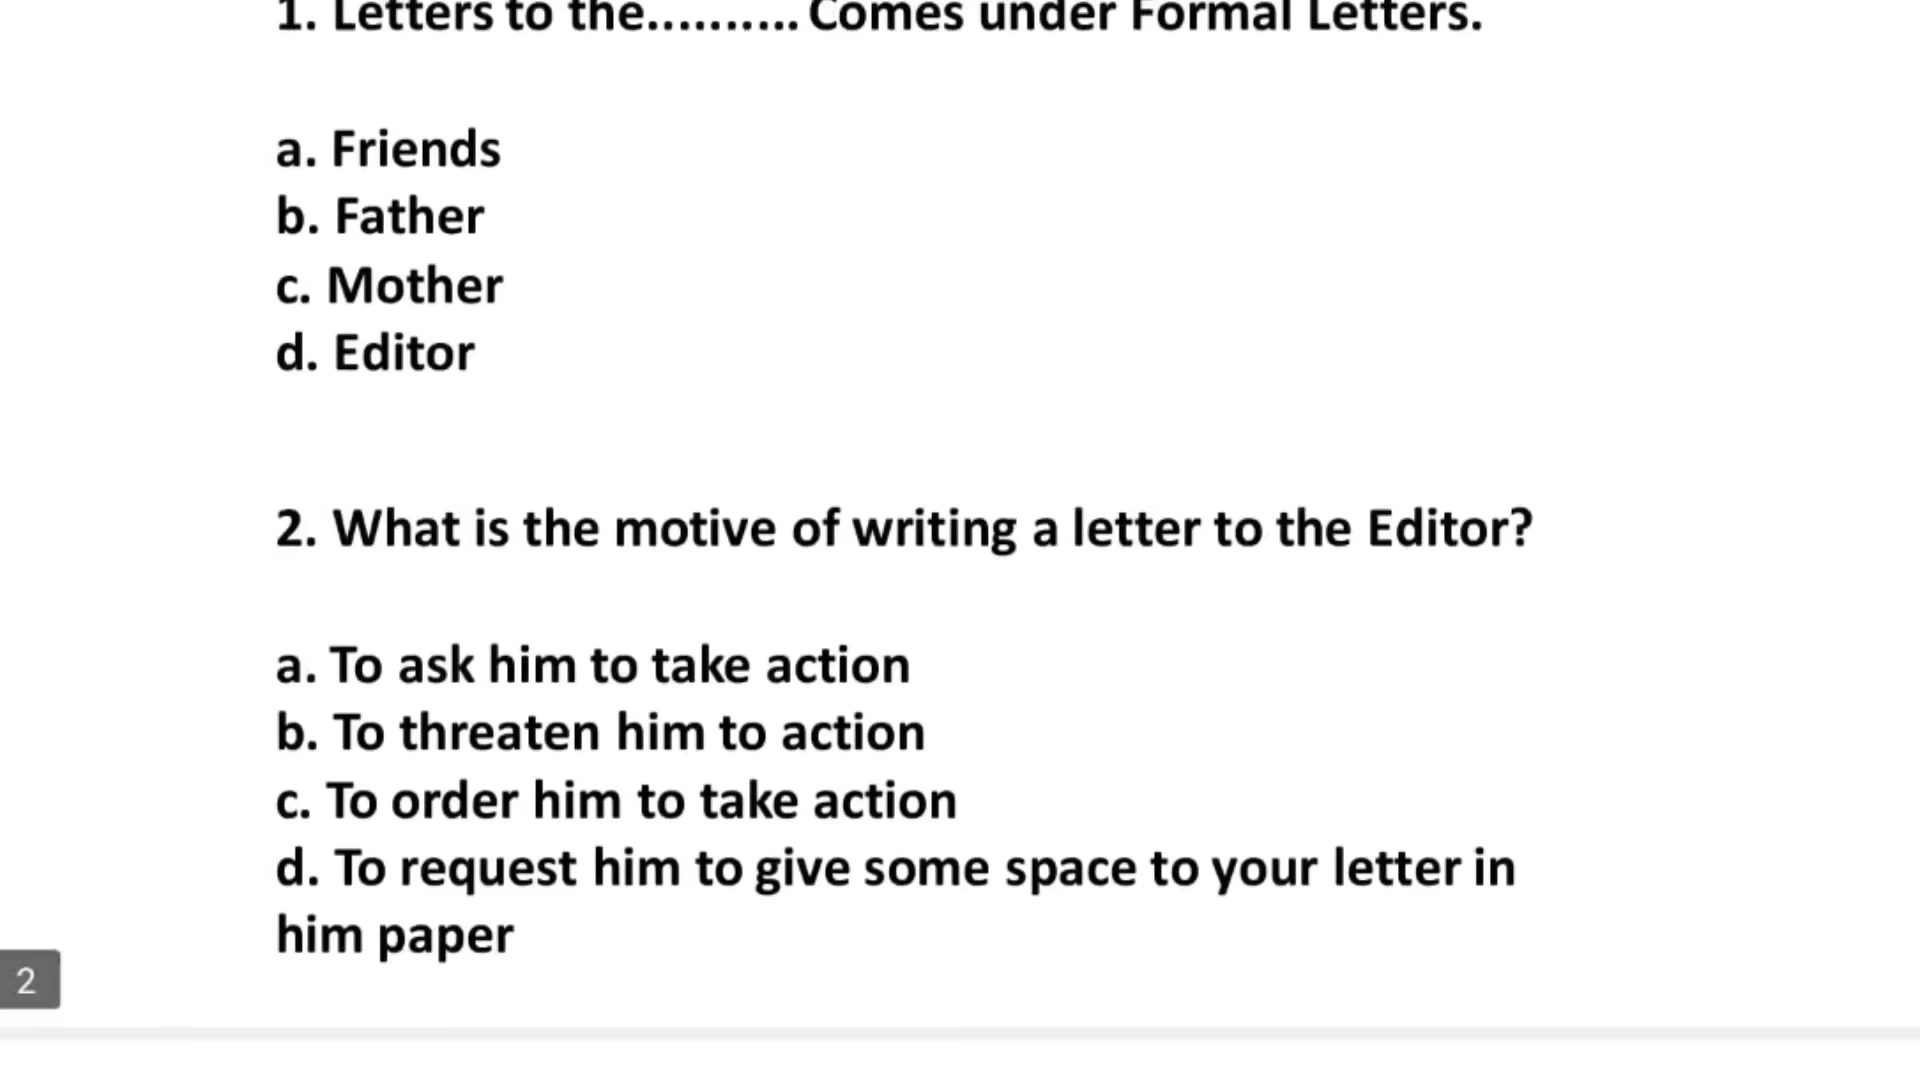 1. Letters to the.......... Comes under Formal Letters.
a. Friends
b. Father
c. Mother
d. Editor
2. What is the motive of writing a letter to the Editor?
a. To ask him to take action
b. To threaten him to action
c. To order him to take action
d. To request him to give some space to your letter in
him paper
2